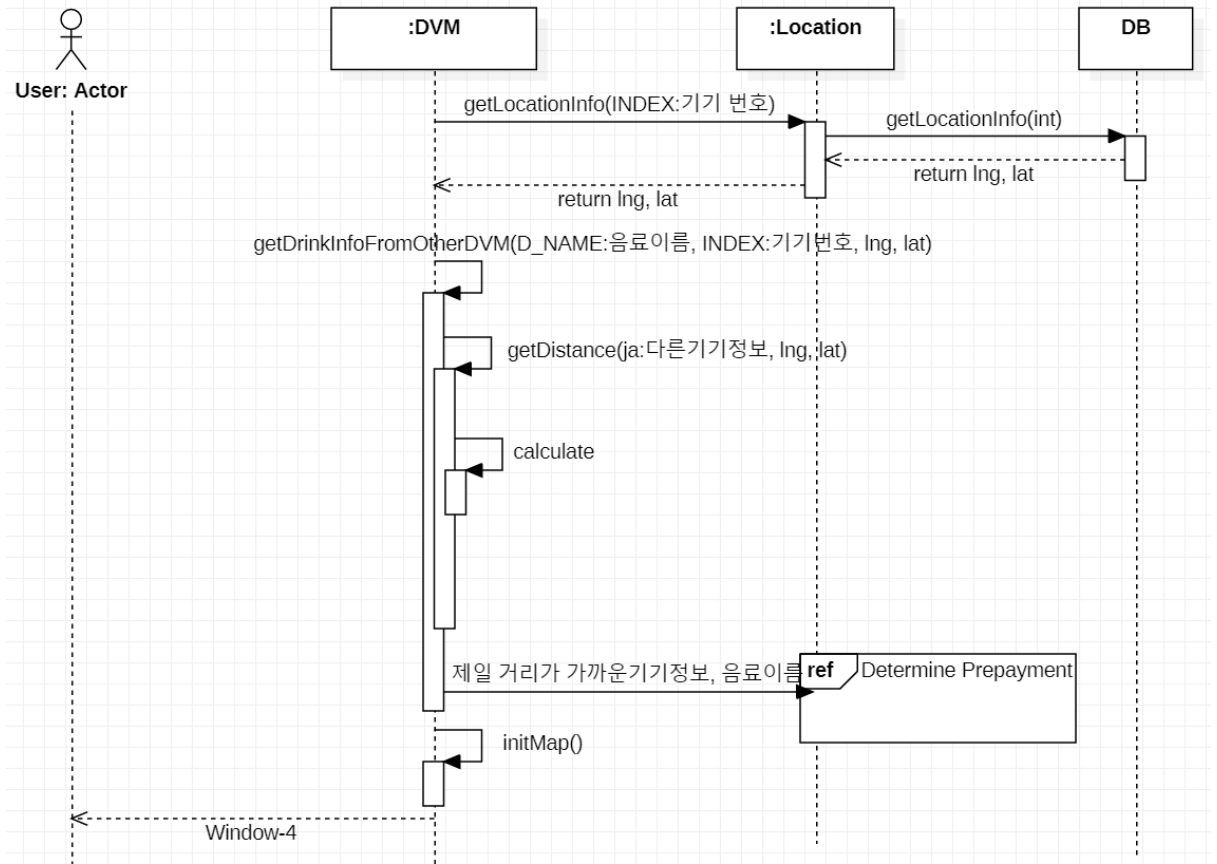 :DVM
:Location
DB
User: Actor
getLocationInfo(INDEX:기기 번호)
getLocationInfo(int)
return lng, lat
return lng, lat
getDrinkInfoFromOtherDVM(D_NAME:음료이름, INDEX:기기번호, lng, lat)
getDistance(ja:다른기기정보, lng, lat)
calculate
제일 거리가 가까운기기정보, 음료이름
ref
Determine Prepayment
initMap()
Window-4